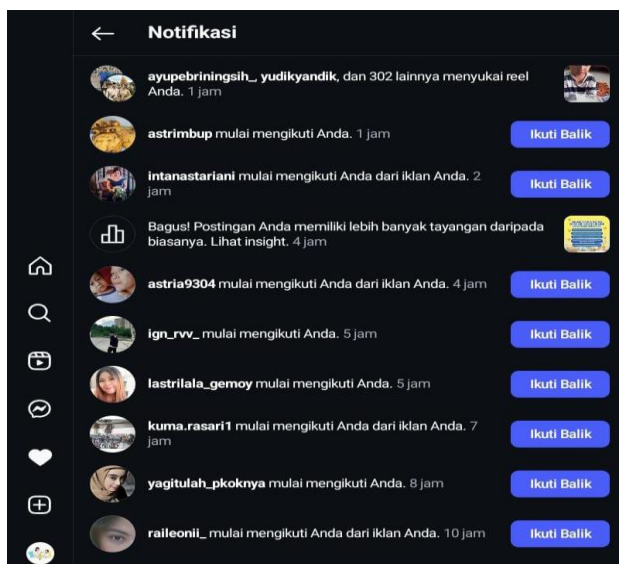 Notifikasi
ayupebriningsih_, yudikyandik, dan 302 lainnya menyukai reel
Anda. 1 jam
astrimbup mulai mengikuti Anda. 1 jam
Ikuti Balik
intanastariani mulai mengikuti Anda dari iklan Anda. 2
jam
Ikuti Balik
Bagus! Postingan Anda memiliki lebih banyak tayangan daripada
biasanya. Lihat insight. 4 jam
astria9304 mulai mengikuti Anda dari iklan Anda. 4 jam
Ikuti Balik
ign_rvv_ mulai mengikuti Anda. 5 jam
Ikuti Balik
lastrilala_gemoy mulai mengikuti Anda. 5 jam
Ikuti Balik
kuma.rasari1 mulai mengikuti Anda dari iklan Anda. 7
jam
Ikuti Balik
yagitulah_pkoknya mulai mengikuti Anda. 8 jam
Ikuti Balik
raileonii_ mulai mengikuti Anda dari iklan Anda. 10 jam
Ikuti Balik